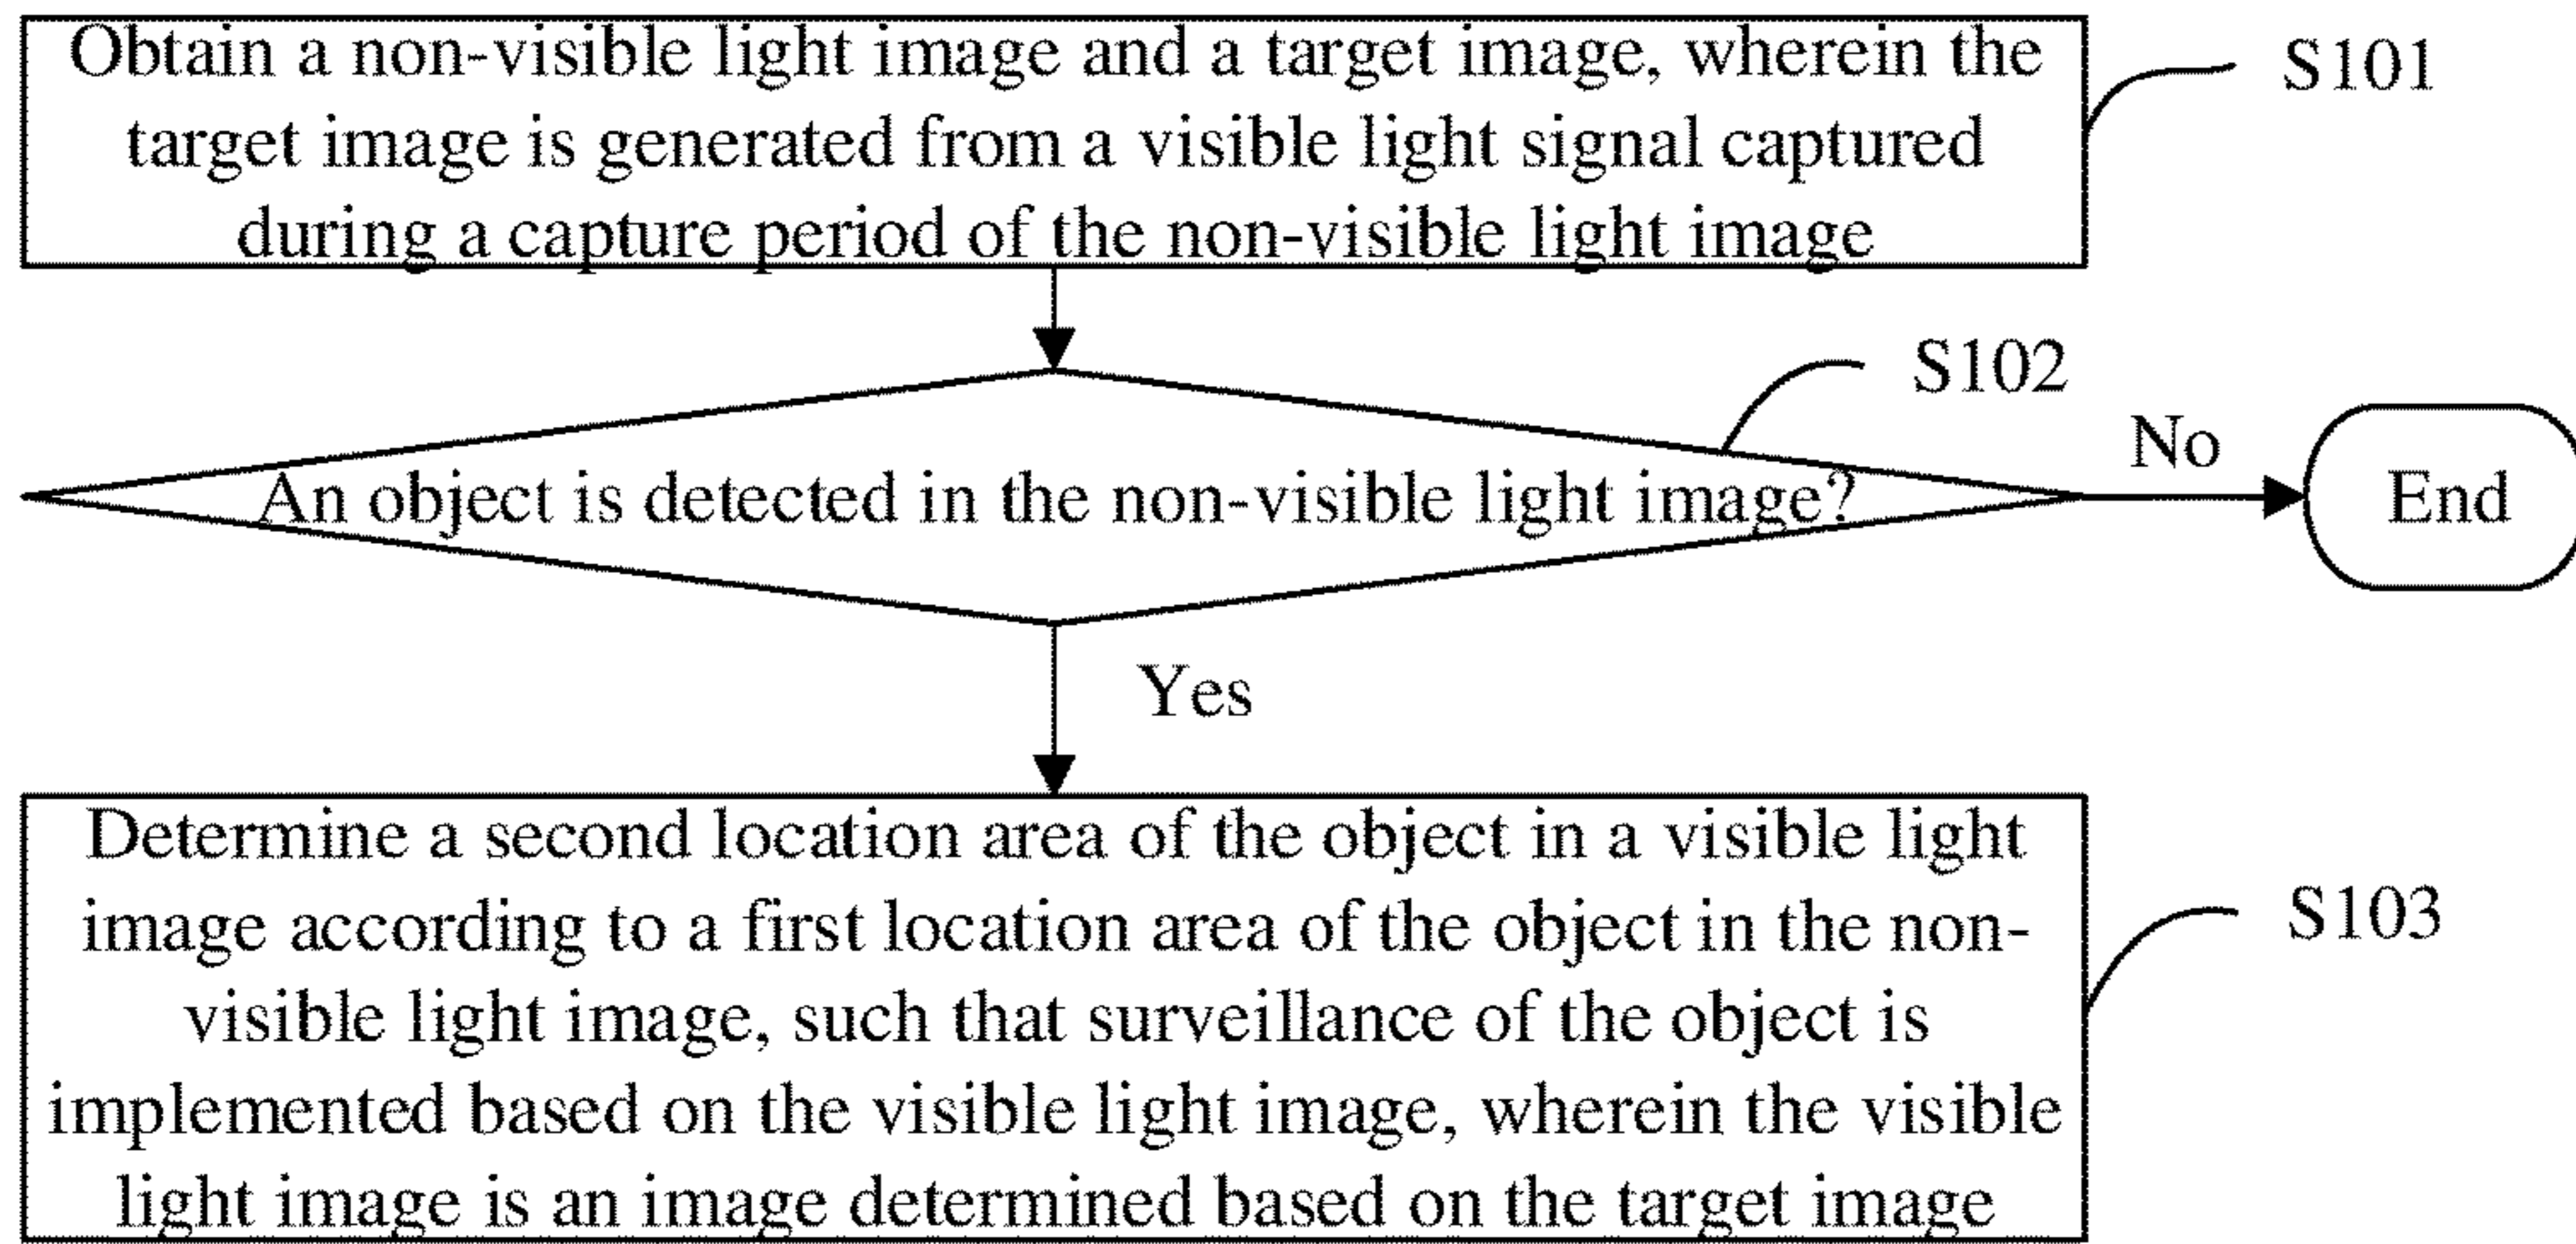 Obtain a non-visible light image and a target image, wherein the
target image is generated from a visible light signal captured
during a capture period of the non-visible light image
S101
S102
An object is detected in the non-visible light image?
No
End
Yes
Determine a second location area of the object in a visible light
image according to a first location area of the object in the non-
visible light image, such that surveillance of the object is
implemented based on the visible light image, wherein the visible
light image is an image determined based on the target image
S103